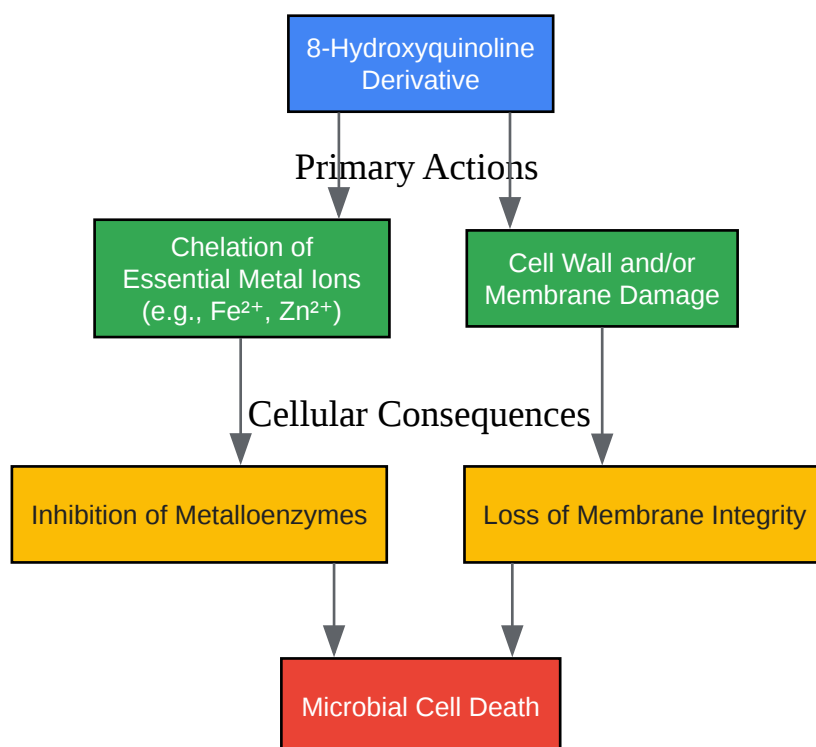 8-Hydroxyquinoline
Derivative
Primary Actions
Chelation of
Essential Metal Ions
(e.g., Fe²⁺, Zn²⁺)
Cell Wall and/or
Membrane Damage
Cellular Consequences
Inhibition of Metalloenzymes
Loss of Membrane Integrity
Microbial Cell Death